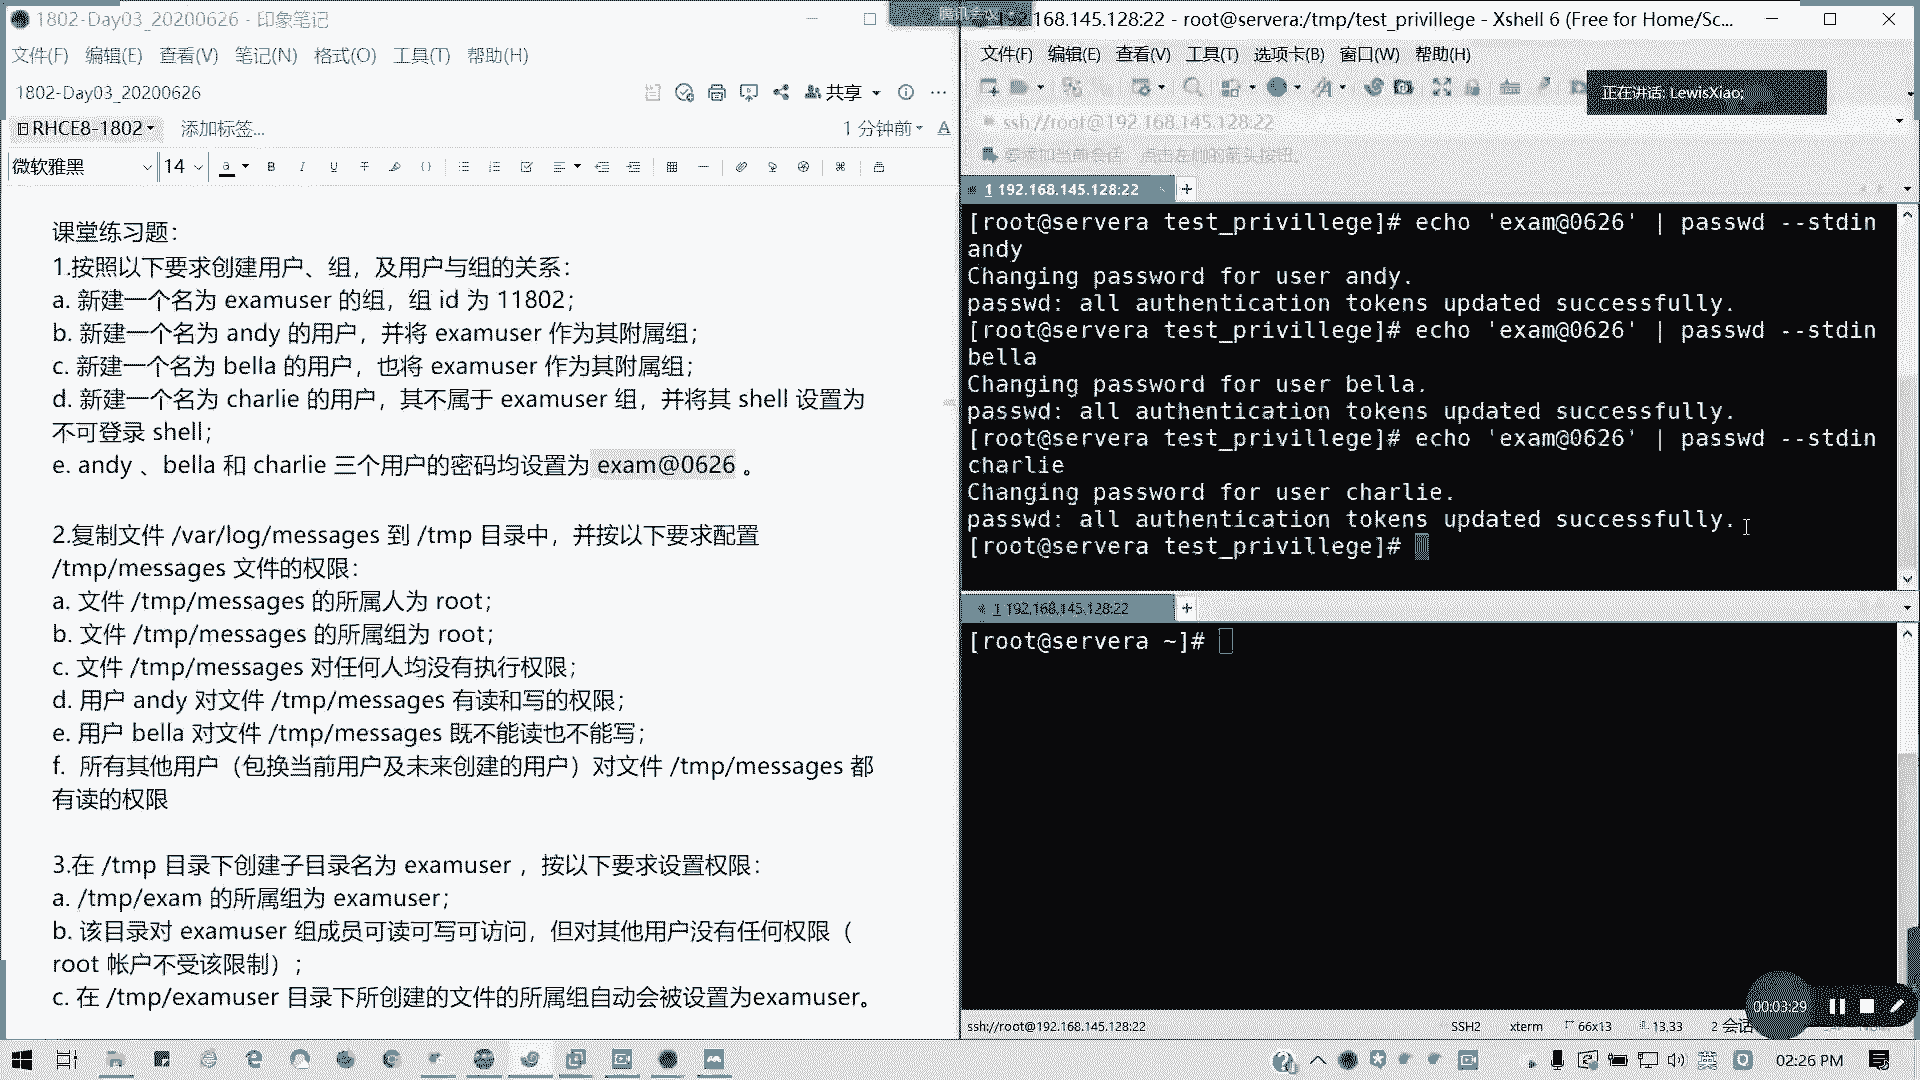 1802-Day03_20200626 - 印象笔记
文件(F) 编辑(E) 查看(V) 笔记(N) 格式(O) 工具(T) 帮助(H)
1802-Day03_20200626
共享
RHCE8-1802
添加标签...
1 分钟前
微软雅黑
14
课堂练习题：
1.按照以下要求创建用户、组，及用户与组的关系：
a. 新建一个名为 examuser 的组，组 id 为 11802；
b. 新建一个名为 andy 的用户，并将 examuser 作为其附属组；
c. 新建一个名为 bella 的用户，也将 examuser 作为其附属组；
d. 新建一个名为 charlie 的用户，其不属于 examuser 组，并将其 shell 设置为
不可登录 shell；
e. andy 、bella 和 charlie 三个用户的密码均设置为 exam@0626 。
2.复制文件 /var/log/messages 到 /tmp 目录中，并按以下要求配置
/tmp/messages 文件的权限：
a. 文件 /tmp/messages 的所属人为 root；
b. 文件 /tmp/messages 的所属组为 root；
c. 文件 /tmp/messages 对任何人均没有执行权限；
d. 用户 andy 对文件 /tmp/messages 有读和写的权限；
e. 用户 bella 对文件 /tmp/messages 既不能读也不能写；
f. 所有其他用户（包换当前用户及未来创建的用户）对文件 /tmp/messages 都
有读的权限
3.在 /tmp 目录下创建子目录名为 examuser ，按以下要求设置权限：
a. /tmp/exam 的所属组为 examuser；
b. 该目录对 examuser 组成员可读可写可访问，但对其他用户没有任何权限（
root 帐户不受该限制）；
c. 在 /tmp/examuser 目录下所创建的文件的所属组自动会被设置为examuser。
168.145.128:22 - root@servera:/tmp/test_privillege - Xshell 6 (Free for Home/Sc...
文件(F) 编辑(E) 查看(V) 工具(T) 选项卡(B) 窗口(W) 帮助(H)
正在讲话: LewisXiao;
ssh://root@192.168.145.128:22
要添加当前会话，点击左侧的箭头按钮。
1 192.168.145.128:22
[root@servera test_privillege]# echo 'exam@0626' | passwd --stdin
andy
Changing password for user andy.
passwd: all authentication tokens updated successfully.
[root@servera test_privillege]# echo 'exam@0626' | passwd --stdin
bella
Changing password for user bella.
passwd: all authentication tokens updated successfully.
[root@servera test_privillege]# echo 'exam@0626' | passwd --stdin
charlie
Changing password for user charlie.
passwd: all authentication tokens updated successfully.
[root@servera test_privillege]#
1 192.168.145.128:22
[root@servera ~]#
00:03:29
ssh://root@192.168.145.128:22
SSH2
xterm
66x13
13,33
2 会话
02:26 PM